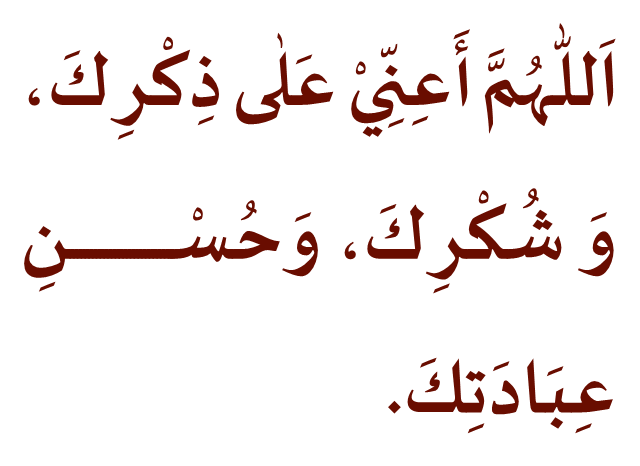 اَللّٰهُمَّ أَعِنِّيْ عَلٰى ذِكْرِكَ،
وَ شُكْرِكَ، وَحُسْـــــنِ
عِبَادَتِكَ.